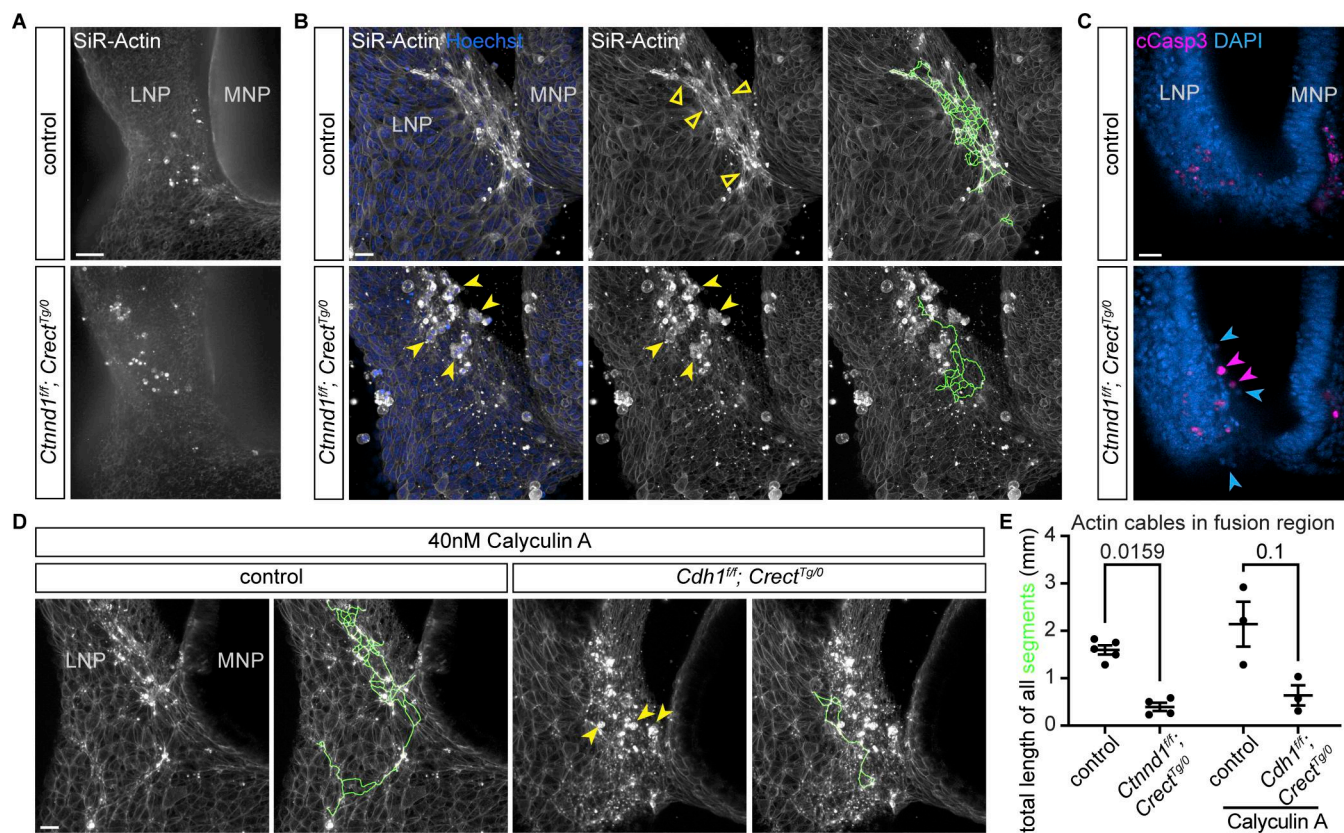 A
SiR-Actin
LNP
MNP
control
Ctnnd1f/f; CrectTg/0
B
SiR-Actin Hoechst
SiR-Actin
LNP
MNP
control
Ctnnd1f/f; CrectTg/0
C
cCasp3 DAPI
LNP
MNP
control
Ctnnd1f/f; CrectTg/0
D
40nM Calyculin A
control
Cdh1f/f; CrectTg/0
LNP
MNP
E
Actin cables in fusion region
total length of all segments (mm)
4
3
2
1
0
0.0159
0.1
control
Ctnnd1f/f;
CrectTg/0
control
Cdh1f/f;
CrectTg/0
Calyculin A